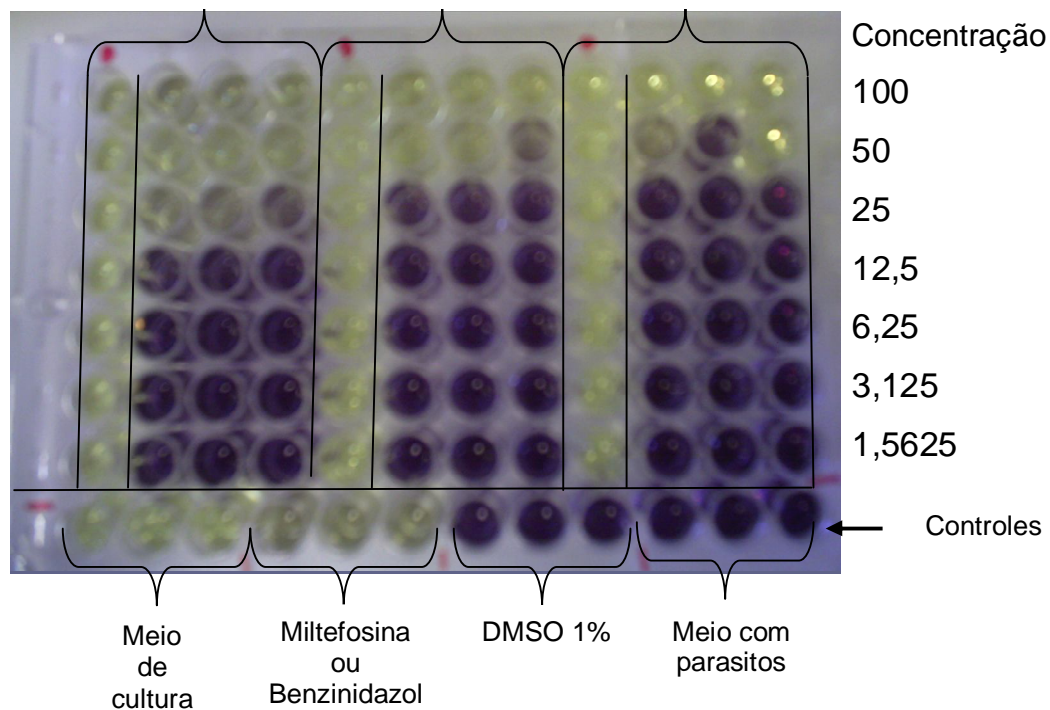 Concentração
100
50
25
12,5
6,25
3,125
1,5625
Controles
Meio
de
cultura
Miltefosina
ou
Benzinidazol
DMSO 1%
Meio com
parasitos